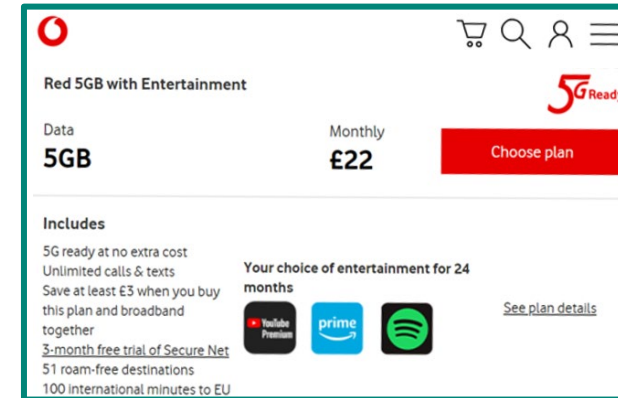 Red 5GB with Entertainment
5G Ready
Data
5GB
Monthly
£22
Choose plan
Includes
5G ready at no extra cost
Unlimited calls & texts
Save at least £3 when you buy
this plan and broadband
together
3-month free trial of Secure Net
51 roam-free destinations
100 international minutes to EU
Your choice of entertainment for 24
months
YouTube
Premium
prime
See plan details